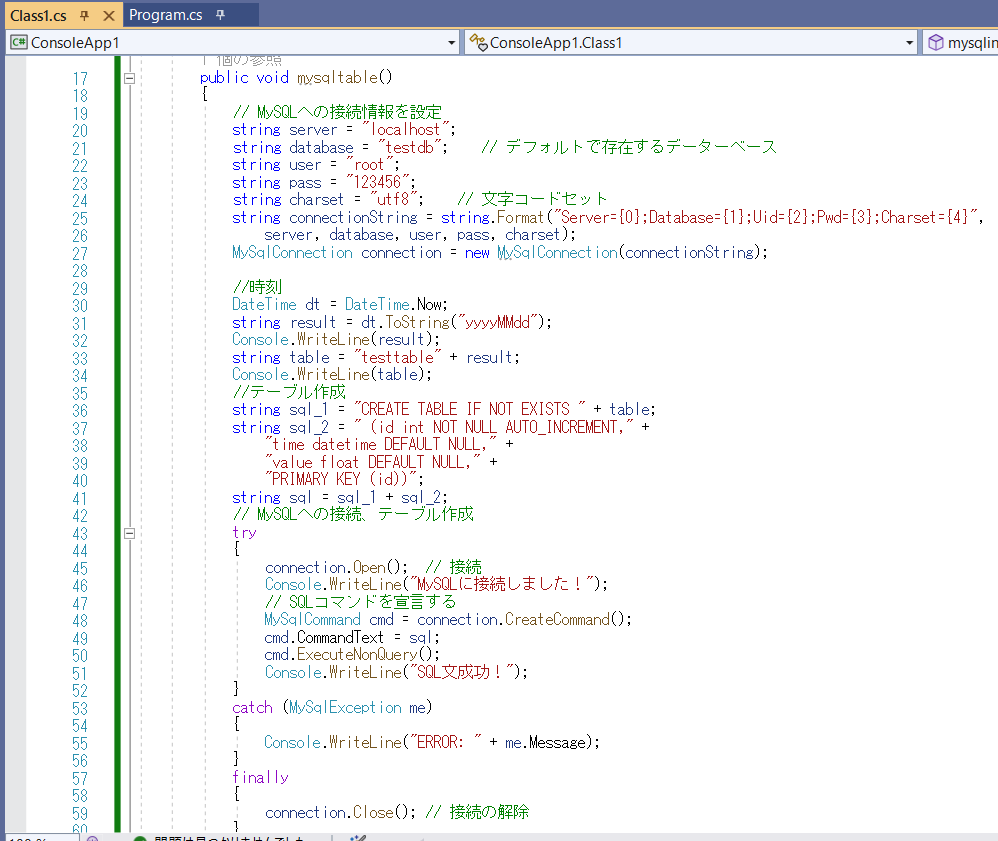 Class1.cs
Program.cs
C# ConsoleApp1
ConsoleApp1.Class1
mysqlin
個の参照
17 public void mysqltable()
18 {
19 // MySQLへの接続情報を設定
20 string server = "localhost";
21 string database = "testdb"; // デフォルトで存在するデーターベース
22 string user = "root";
23 string pass = "123456";
24 string charset = "utf8"; // 文字コードセット
25 string connectionString = string.Format("Server={0};Database={1};Uid={2};Pwd={3};Charset={4}",
26 server, database, user, pass, charset);
27 MySqlConnection connection = new MySqlConnection(connectionString);
28
29 //時刻
30 DateTime dt = DateTime.Now;
31 string result = dt.ToString("yyyyMMdd");
32 Console.WriteLine(result);
33 string table = "testtable" + result;
34 Console.WriteLine(table);
35 //テーブル作成
36 string sql_1 = "CREATE TABLE IF NOT EXISTS " + table;
37 string sql_2 = " (id int NOT NULL AUTO_INCREMENT," +
38 "time datetime DEFAULT NULL," +
39 "value float DEFAULT NULL," +
40 "PRIMARY KEY (id))";
41 string sql = sql_1 + sql_2;
42 // MySQLへの接続、テーブル作成
43 try
44 {
45 connection.Open(); // 接続
46 Console.WriteLine("MySQLに接続しました！");
47 // SQLコマンドを宣言する
48 MySqlCommand cmd = connection.CreateCommand();
49 cmd.CommandText = sql;
50 cmd.ExecuteNonQuery();
51 Console.WriteLine("SQL文成功！");
52 }
53 catch (MySqlException me)
54 {
55 Console.WriteLine("ERROR: " + me.Message);
56 }
57 finally
58 {
59 connection.Close(); // 接続の解除
60 }